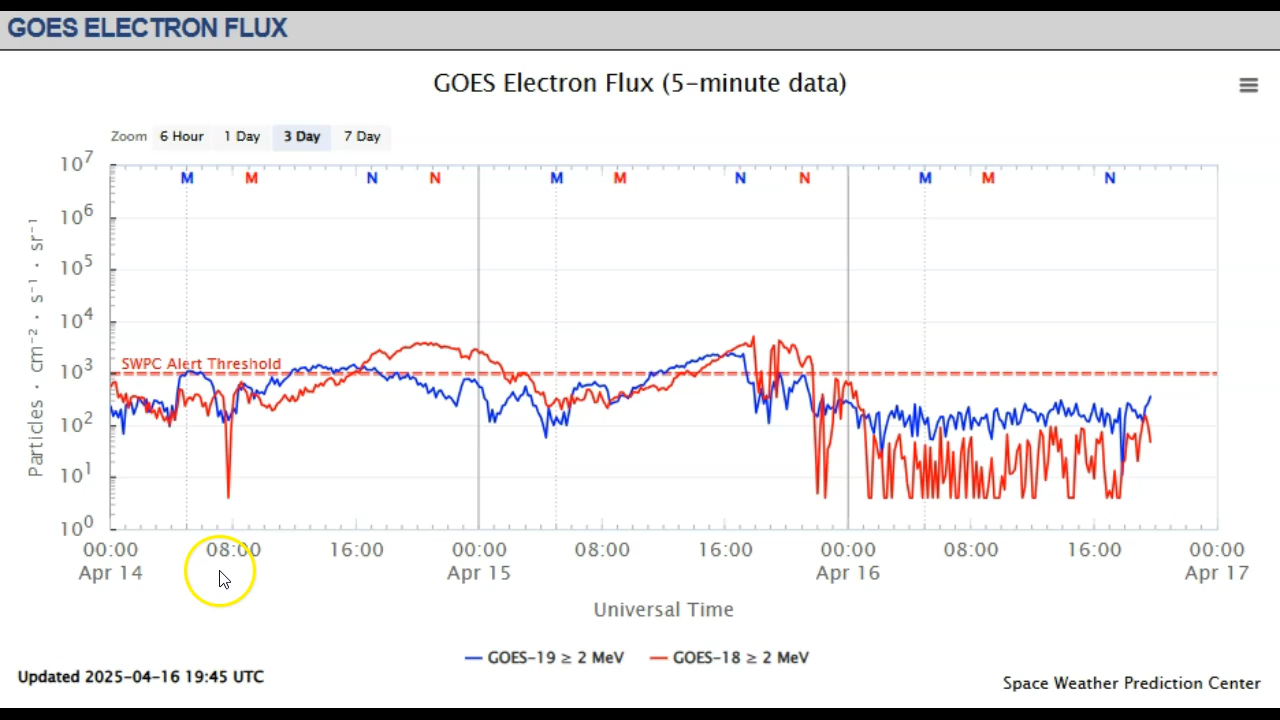 GOES ELECTRON FLUX
GOES Electron Flux (5-minute data)
Zoom 6 Hour 1 Day 3 Day 7 Day
M M N N M M N N M M N
10⁷
10⁶
10⁵
10⁴
10³
10²
10¹
10⁰
Particles · cm⁻² · s⁻¹ · sr⁻¹
SWPC Alert Threshold
00:00 08:00 16:00 00:00 08:00 16:00 00:00 08:00 16:00 00:00
Apr 14 Apr 15 Apr 16 Apr 17
Universal Time
GOES-19 ≥ 2 MeV GOES-18 ≥ 2 MeV
Updated 2025-04-16 19:45 UTC
Space Weather Prediction Center